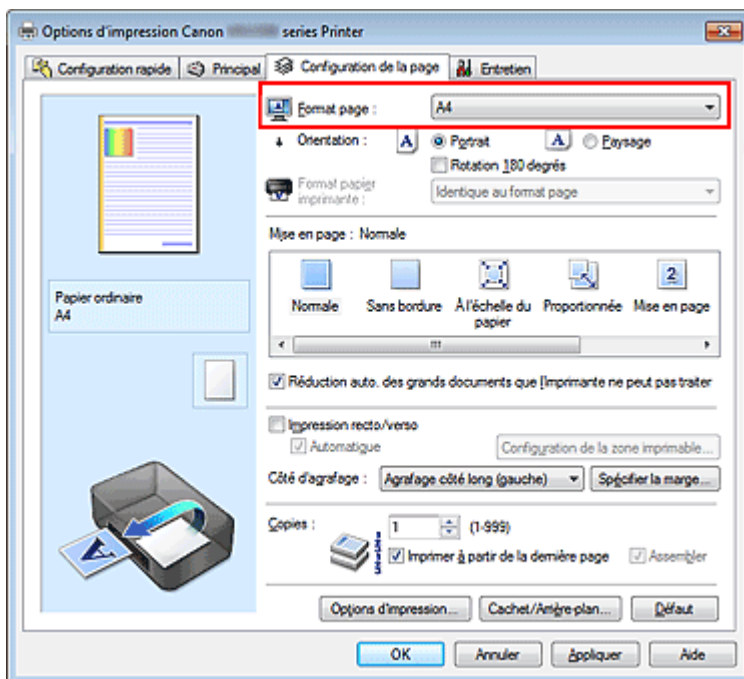 Options d'impression Canon series Printer
Configuration rapide Principal Configuration de la page Entretien
Format page : A4
Orientation : A Portrait A Paysage
Rotation 180 degrés
Format papier imprimante : Identique au format page
Mise en page : Normale
Normale Sans bordure À l'échelle du papier Proportionnée Mise en page
2
Papier ordinaire
A4
Réduction auto. des grands documents que l'imprimante ne peut pas traiter
Impression recto/verso
Automatique Configuration de la zone imprimable...
Côté d'agrafage : Agrafage côté long (gauche) Spécifier la marge...
Copies : 1 (1-999)
Imprimer à partir de la dernière page Assembler
A
Options d'impression... Cachet/Arrière-plan... Défaut
OK Annuler Appliquer Aide